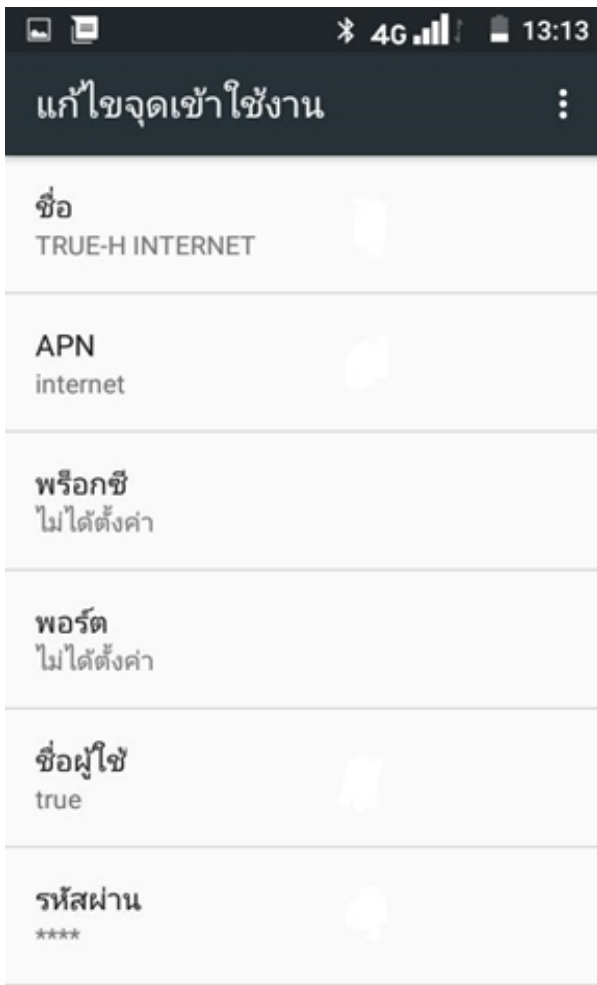 4G 13:13
แก้ไขจุดเข้าใช้งาน
ชื่อ
TRUE-H INTERNET
APN
internet
พร็อกซี
ไม่ได้ตั้งค่า
พอร์ต
ไม่ได้ตั้งค่า
ชื่อผู้ใช้
true
รหัสผ่าน
****